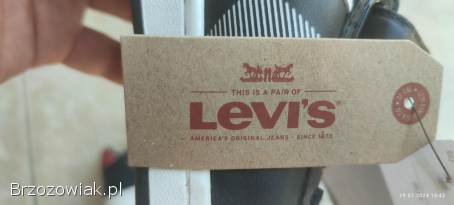 THIS IS A PAIR OF
LEVI'S®
AMERICA'S ORIGINAL JEANS - SINCE 1873
Brzozowiak.pl